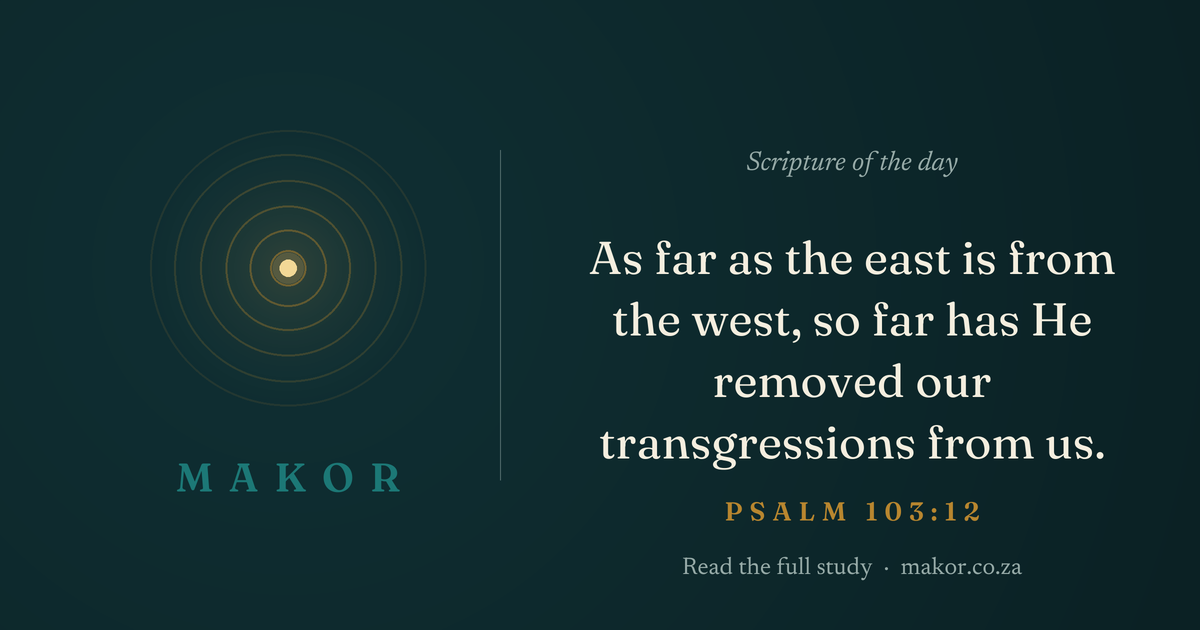 MAKOR
Scripture of the day
As far as the east is from
the west, so far has He
removed our
transgressions from us.
PSALM 103:12
Read the full study · makor.co.za